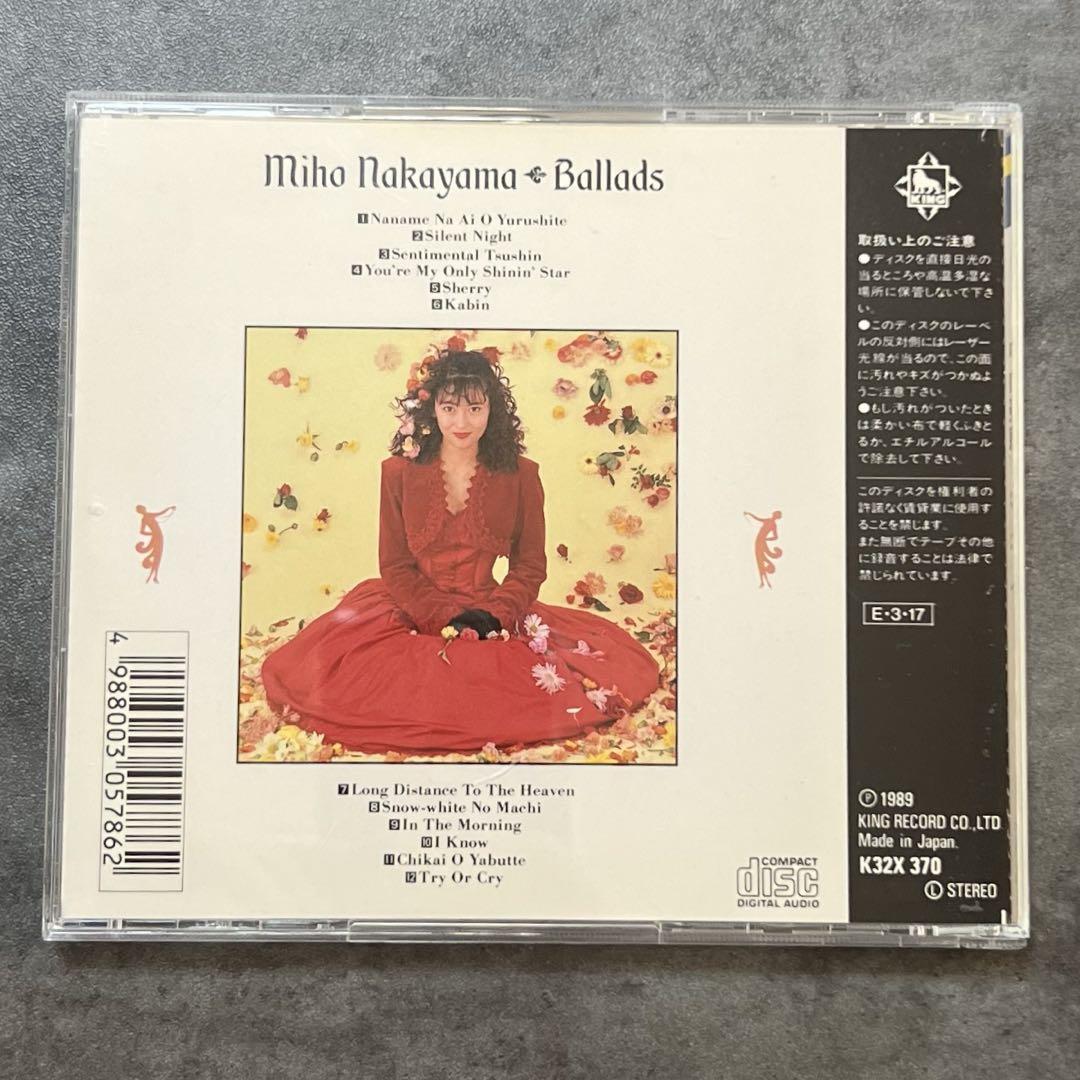 Miho Nakayama Ballads
1 Naname Na Ai O Yurushite
2 Silent Night
3 Sentimental Tsushin
4 You're My Only Shinin' Star
5 Sherry
6 Kabin
7 Long Distance To The Heaven
8 Snow-white No Machi
9 In The Morning
10 I Know
11 Chikai O Yabutte
12 Try Or Cry
4 988003 057862
COMPACT
disc
DIGITAL AUDIO
KING
取扱い上のご注意
●ディスクを直接日光の
当るところや高温多湿な
場所に保管しないで下さ
い。
●このディスクのレーベ
ルの反対側にはレーザー
光線が当るので、この面
に汚れやキズがつかぬよ
うご注意下さい。
●もし汚れがついたとき
は柔かい布で軽くふきと
るか、エチルアルコール
で除去して下さい。
このディスクを権利者の
許諾なく賃貸業に使用す
ることを禁じます。
また無断でテープその他
に録音することは法律で
禁じられています。
E・3・17
Ⓟ 1989
KING RECORD CO.,LTD
Made in Japan.
K32X 370
Ⓛ STEREO